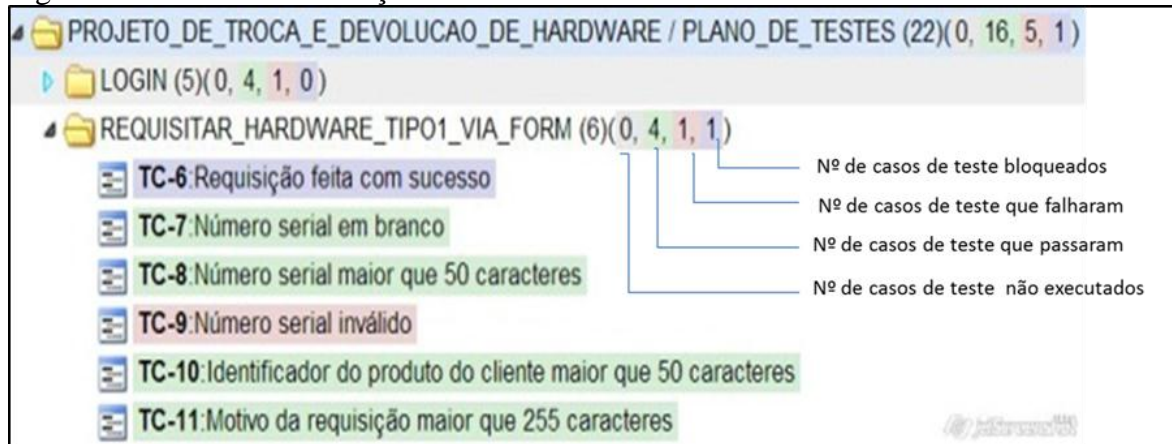 PROJETO_DE_TROCA_E_DEVOLUCAO_DE_HARDWARE / PLANO_DE_TESTES (22)(0, 16, 5, 1)
LOGIN (5)(0, 4, 1, 0)
REQUISITAR_HARDWARE_TIPO1_VIA_FORM (6)(0, 4, 1, 1)
Nº de casos de teste bloqueados
TC-6:Requisição feita com sucesso
Nº de casos de teste que falharam
TC-7:Número serial em branco
Nº de casos de teste que passaram
TC-8:Número serial maior que 50 caracteres
Nº de casos de teste não executados
TC-9:Número serial inválido
TC-10:Identificador do produto do cliente maior que 50 caracteres
TC-11:Motivo da requisição maior que 255 caracteres